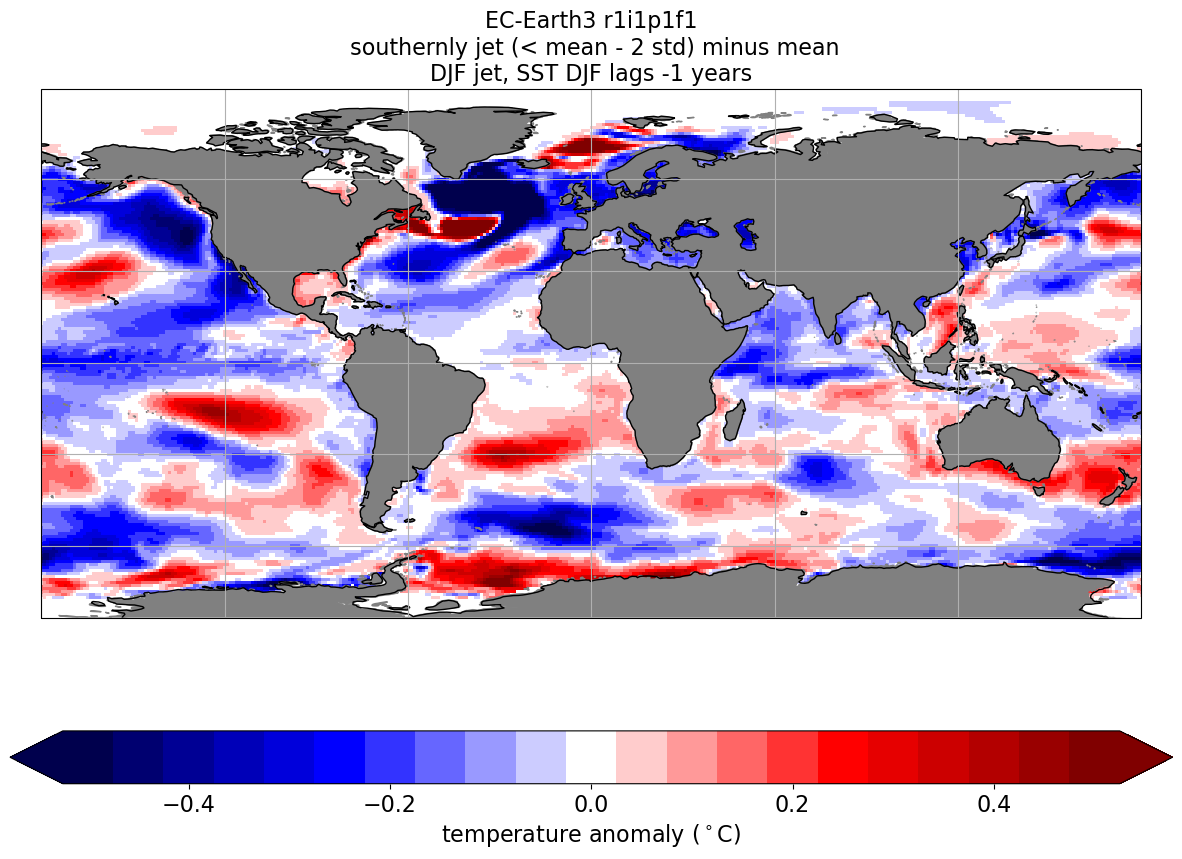 EC-Earth3 r1i1p1f1
southernly jet (< mean - 2 std) minus mean
DJF jet, SST DJF lags -1 years
−0.4 −0.2 0.0 0.2 0.4
temperature anomaly (°C)